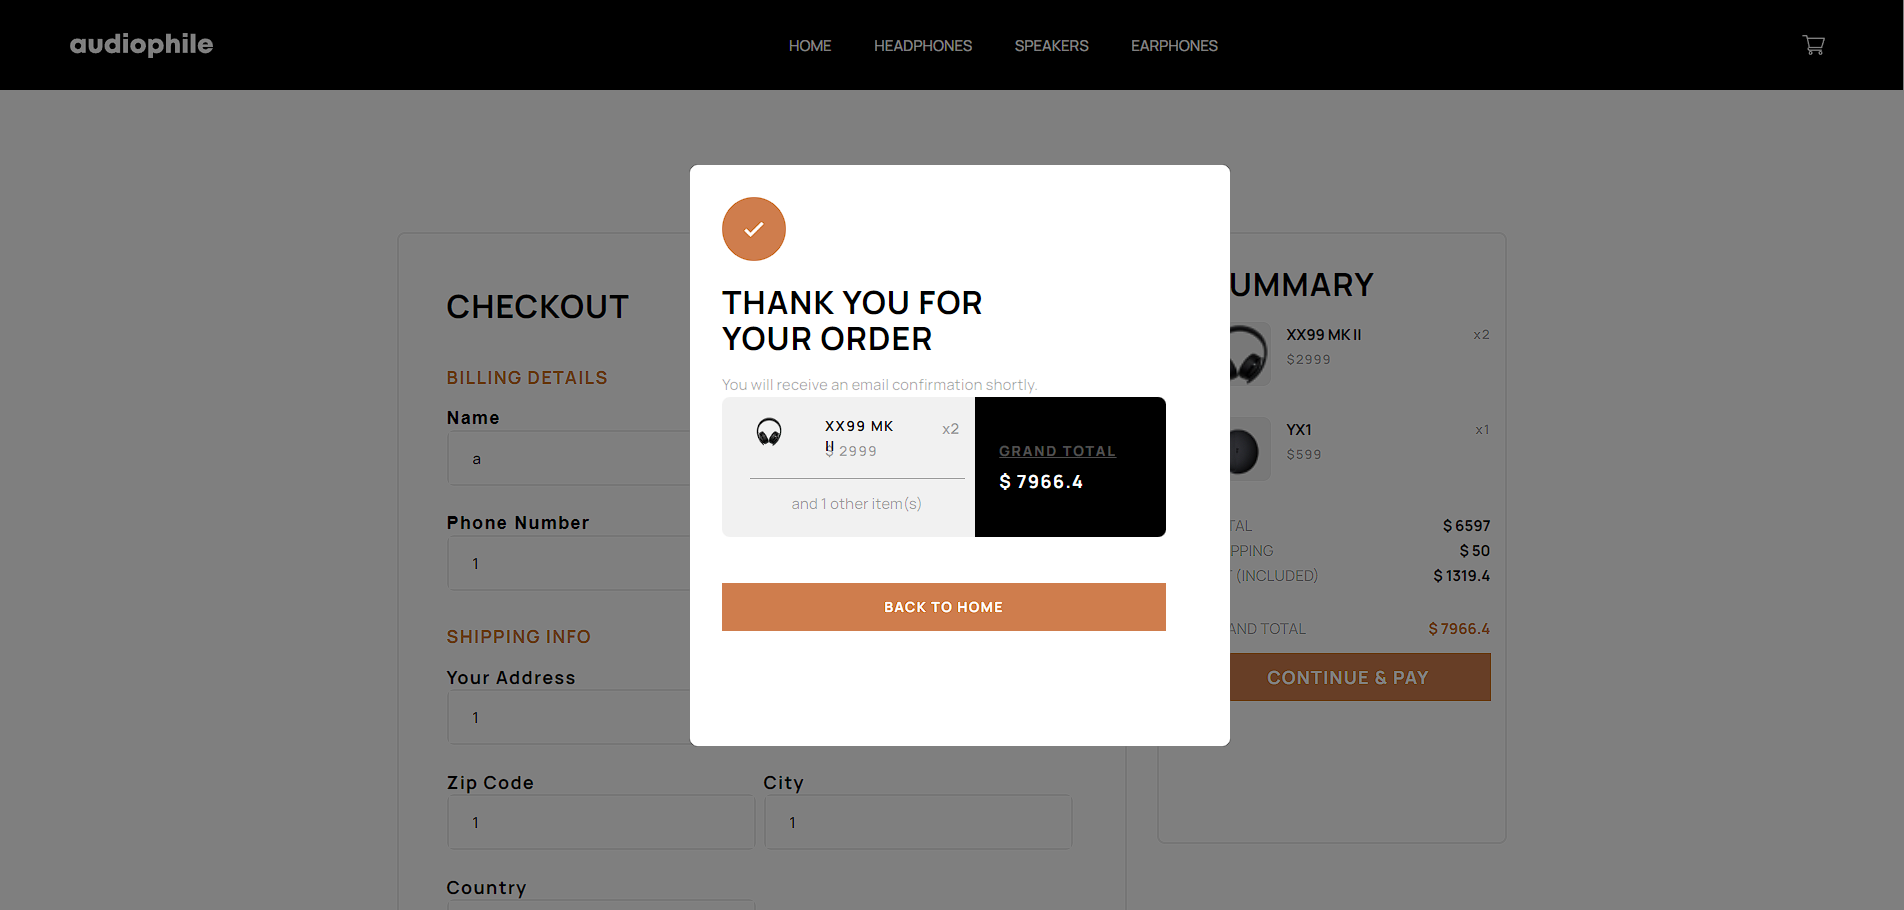 audiophile
HOME HEADPHONES SPEAKERS EARPHONES
CHECKOUT
BILLING DETAILS
Name
a
Phone Number
1
SHIPPING INFO
Your Address
1
Zip Code City
1 1
Country
THANK YOU FOR
YOUR ORDER
You will receive an email confirmation shortly.
XX99 MK x2
II
$ 2999
and 1 other item(s)
GRAND TOTAL
$ 7966.4
BACK TO HOME
UMMARY
XX99 MK II x2
$2999
YX1 x1
$599
TAL $ 6597
PPING $ 50
(INCLUDED) $ 1319.4
AND TOTAL $ 7966.4
CONTINUE & PAY